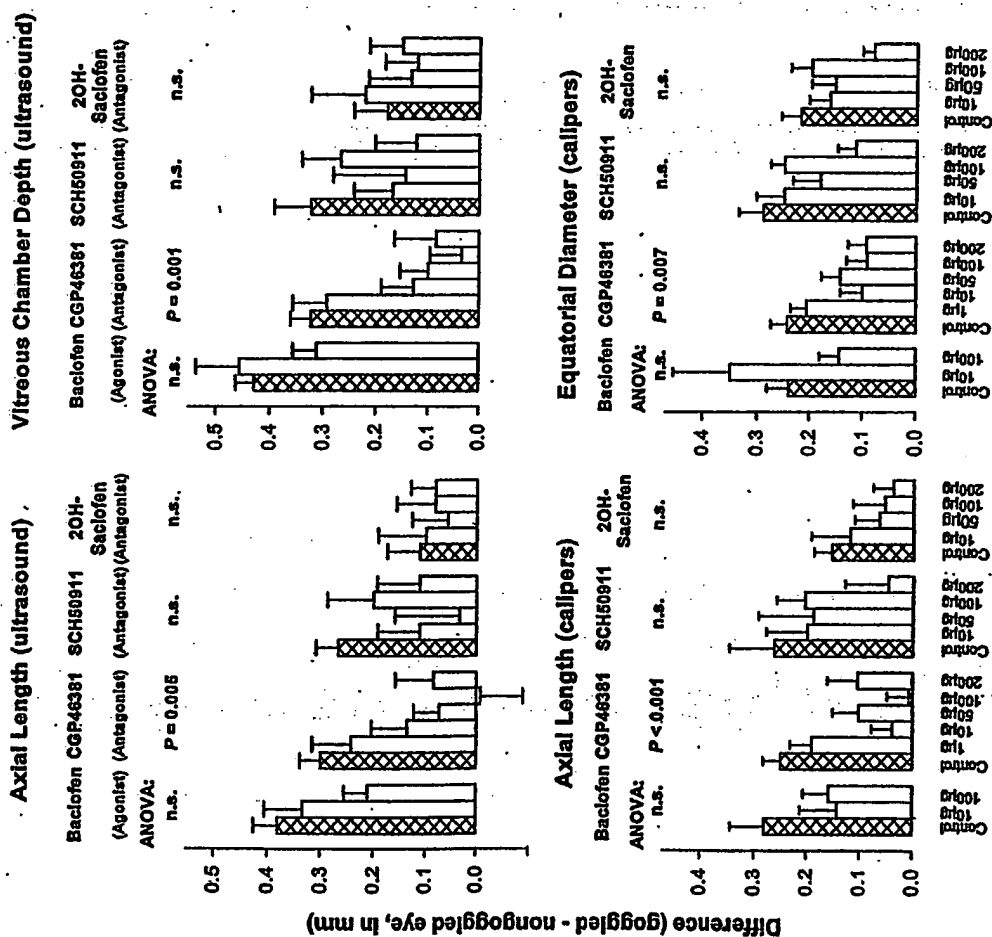 Axial Length (ultrasound)
Baclofen CGP46381 SCH50911 2OH-
Saclofen
(Agonist) (Antagonist) (Antagonist) (Antagonist)
ANOVA:
n.s. P = 0.005 n.s. n.s.
0.5
0.4
0.3
0.2
0.1
0.0
Vitreous Chamber Depth (ultrasound)
Baclofen CGP46381 SCH50911 2OH-
Saclofen
(Agonist) (Antagonist) (Antagonist) (Antagonist)
ANOVA:
n.s. P = 0.001 n.s. n.s.
0.5
0.4
0.3
0.2
0.1
0.0
Axial Length (calipers)
Baclofen CGP46381 SCH50911 2OH-
Saclofen
ANOVA:
n.s. P < 0.001 n.s. n.s.
0.4
0.3
0.2
0.1
0.0
Control 10µg 100µg Control 1µg 10µg 50µg 100µg 200µg Control 10µg 50µg 100µg 200µg Control 10µg 50µg 100µg 200µg
Equatorial Diameter (calipers)
Baclofen CGP46381 SCH50911 2OH-
Saclofen
ANOVA:
n.s. P = 0.007 n.s. n.s.
0.4
0.3
0.2
0.1
0.0
Control 10µg 100µg Control 1µg 10µg 50µg 100µg 200µg Control 10µg 50µg 100µg 200µg Control 10µg 50µg 100µg 200µg
Difference (goggled - nongoggled eye, in mm)